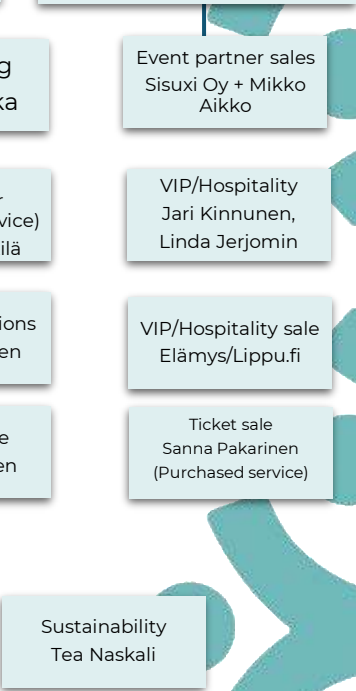 Event partner sales
Sisuxi Oy + Mikko
Aikko
VIP/Hospitality
Jari Kinnunen,
Linda Jerjomin
VIP/Hospitality sale
Elämys/Lippu.fi
Ticket sale
Sanna Pakarinen
(Purchased service)
Sustainability
Tea Naskali